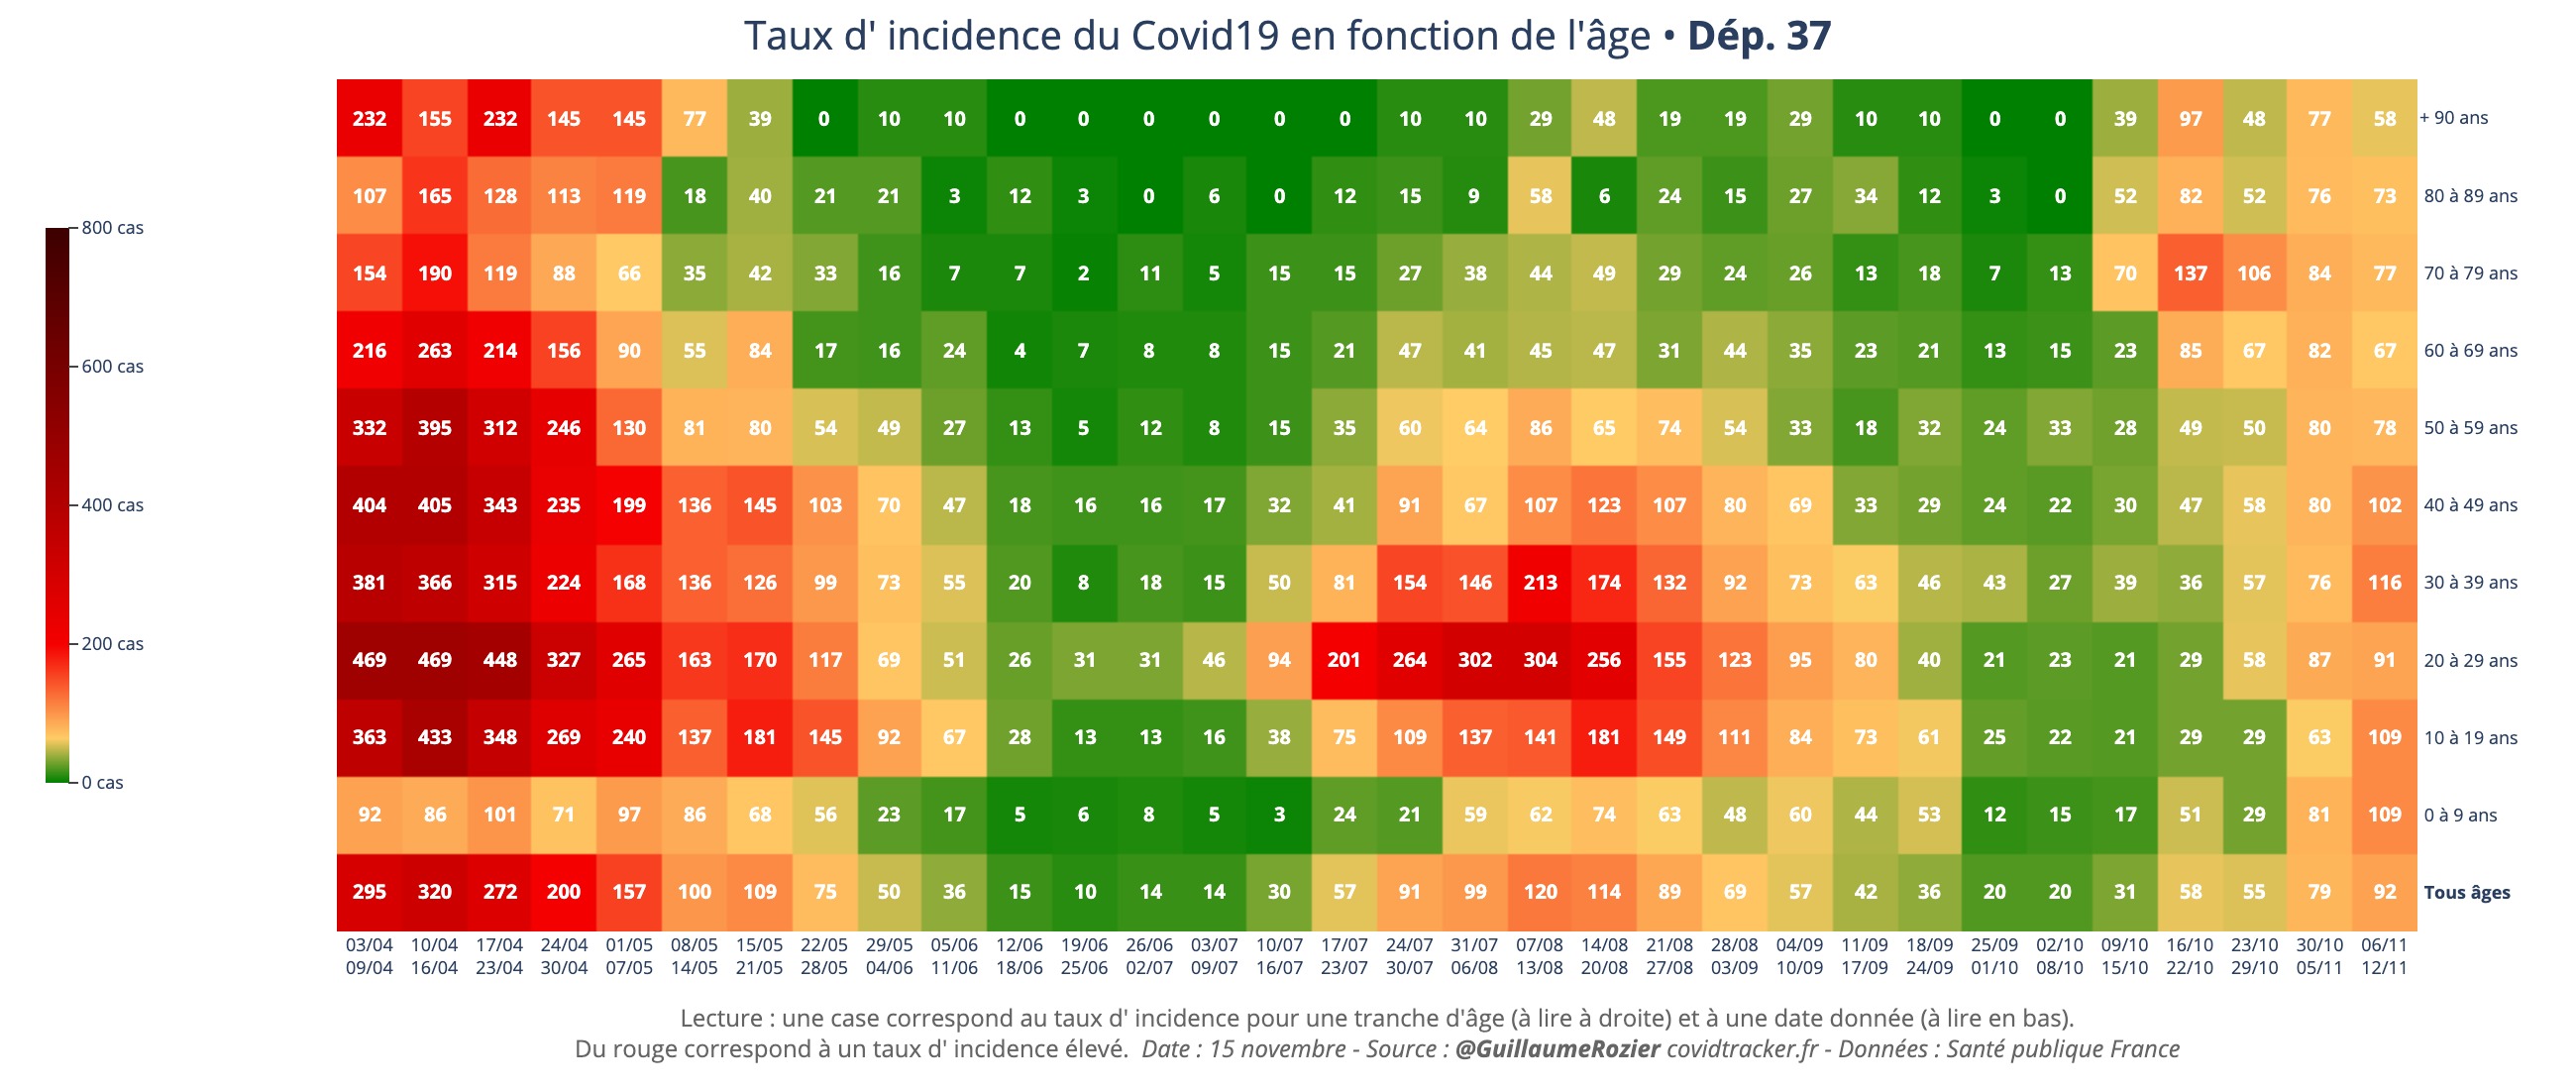 Taux d' incidence du Covid19 en fonction de l'âge • Dép. 37
232 155 232 145 145 77 39 0 10 10 0 0 0 0 0 0 10 10 29 48 19 19 29 10 10 0 0 39 97 48 77 58 + 90 ans
107 165 128 113 119 18 40 21 21 3 12 3 0 6 0 12 15 9 58 6 24 15 27 34 12 3 0 52 82 52 76 73 80 à 89 ans
154 190 119 88 66 35 42 33 16 7 7 2 11 5 15 15 27 38 44 49 29 24 26 13 18 7 13 70 137 106 84 77 70 à 79 ans
216 263 214 156 90 55 84 17 16 24 4 7 8 8 15 21 47 41 45 47 31 44 35 23 21 13 15 23 85 67 82 67 60 à 69 ans
332 395 312 246 130 81 80 54 49 27 13 5 12 8 15 35 60 64 86 65 74 54 33 18 32 24 33 28 49 50 80 78 50 à 59 ans
404 405 343 235 199 136 145 103 70 47 18 16 16 17 32 41 91 67 107 123 107 80 69 33 29 24 22 30 47 58 80 102 40 à 49 ans
381 366 315 224 168 136 126 99 73 55 20 8 18 15 50 81 154 146 213 174 132 92 73 63 46 43 27 39 36 57 76 116 30 à 39 ans
469 469 448 327 265 163 170 117 69 51 26 31 31 46 94 201 264 302 304 256 155 123 95 80 40 21 23 21 29 58 87 91 20 à 29 ans
363 433 348 269 240 137 181 145 92 67 28 13 13 16 38 75 109 137 141 181 149 111 84 73 61 25 22 21 29 29 63 109 10 à 19 ans
92 86 101 71 97 86 68 56 23 17 5 6 8 5 3 24 21 59 62 74 63 48 60 44 53 12 15 17 51 29 81 109 0 à 9 ans
295 320 272 200 157 100 109 75 50 36 15 10 14 14 30 57 91 99 120 114 89 69 57 42 36 20 20 31 58 55 79 92 Tous âges
03/04 10/04 17/04 24/04 01/05 08/05 15/05 22/05 29/05 05/06 12/06 19/06 26/06 03/07 10/07 17/07 24/07 31/07 07/08 14/08 21/08 28/08 04/09 11/09 18/09 25/09 02/10 09/10 16/10 23/10 30/10 06/11
09/04 16/04 23/04 30/04 07/05 14/05 21/05 28/05 04/06 11/06 18/06 25/06 02/07 09/07 16/07 23/07 30/07 06/08 13/08 20/08 27/08 03/09 10/09 17/09 24/09 01/10 08/10 15/10 22/10 29/10 05/11 12/11
800 cas
600 cas
400 cas
200 cas
0 cas
Lecture : une case correspond au taux d' incidence pour une tranche d'âge (à lire à droite) et à une date donnée (à lire en bas).
Du rouge correspond à un taux d' incidence élevé. Date : 15 novembre - Source : @GuillaumeRozier covidtracker.fr - Données : Santé publique France